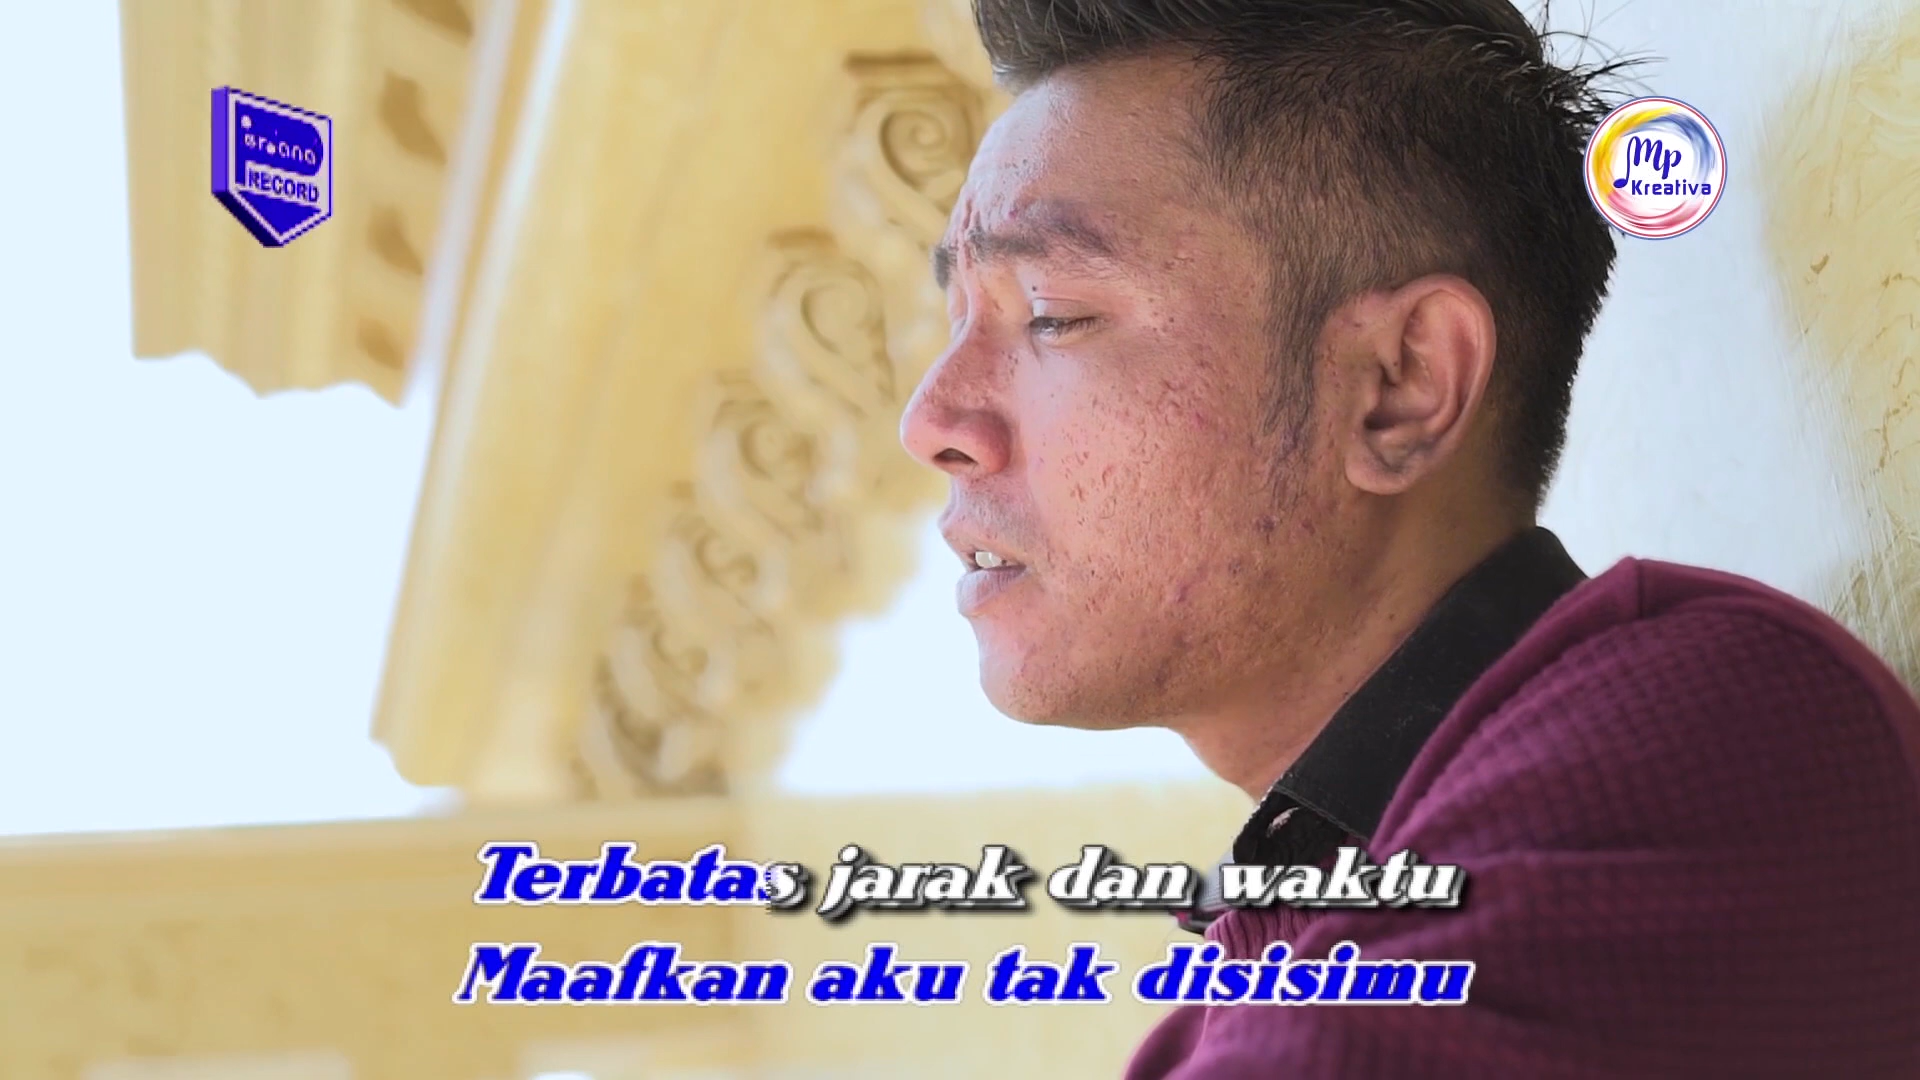 RECORD
Mp
Kreativa
Terbatas jarak dan waktu
Maafkan aku tak disisimu